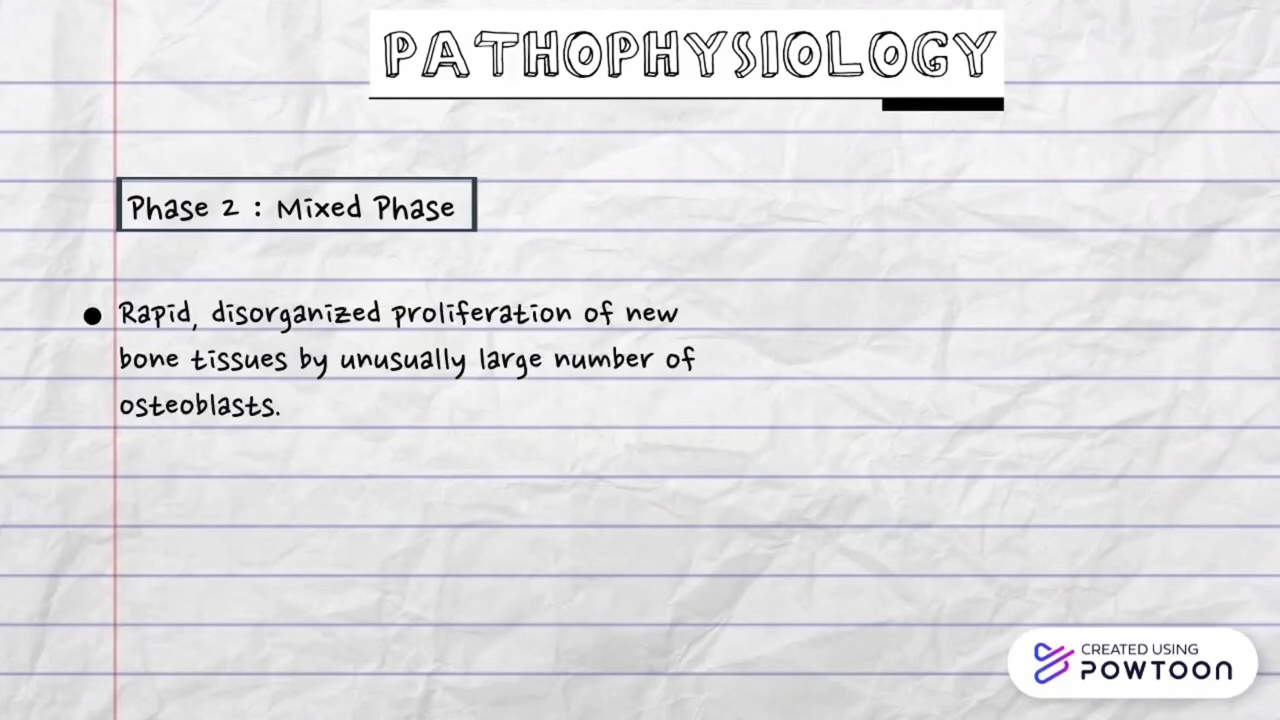 PATHOPHYSIOLOGY
Phase 2 : Mixed Phase
● Rapid, disorganized proliferation of new
bone tissues by unusually large number of
osteoblasts.
CREATED USING
POWTOON